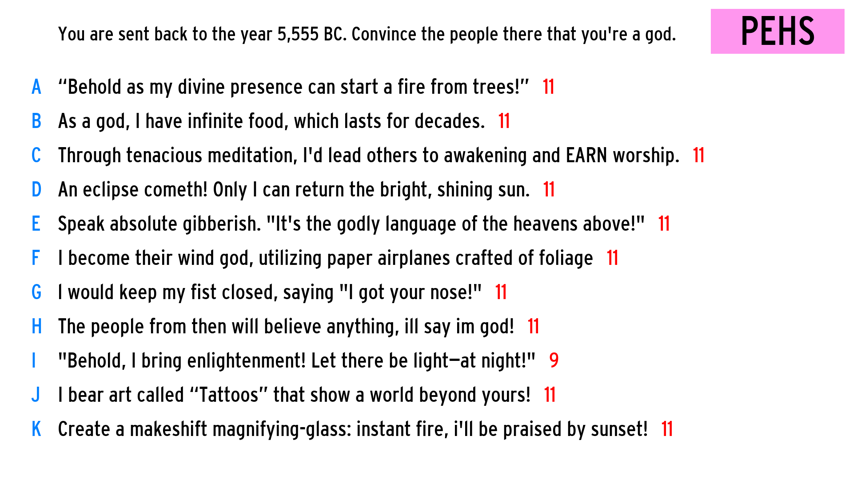 You are sent back to the year 5,555 BC. Convince the people there that you're a god.
PEHS
A “Behold as my divine presence can start a fire from trees!” 11
B As a god, I have infinite food, which lasts for decades. 11
C Through tenacious meditation, I'd lead others to awakening and EARN worship. 11
D An eclipse cometh! Only I can return the bright, shining sun. 11
E Speak absolute gibberish. "It's the godly language of the heavens above!" 11
F I become their wind god, utilizing paper airplanes crafted of foliage 11
G I would keep my fist closed, saying "I got your nose!" 11
H The people from then will believe anything, ill say im god! 11
I "Behold, I bring enlightenment! Let there be light—at night!" 9
J I bear art called “Tattoos” that show a world beyond yours! 11
K Create a makeshift magnifying-glass: instant fire, i'll be praised by sunset! 11